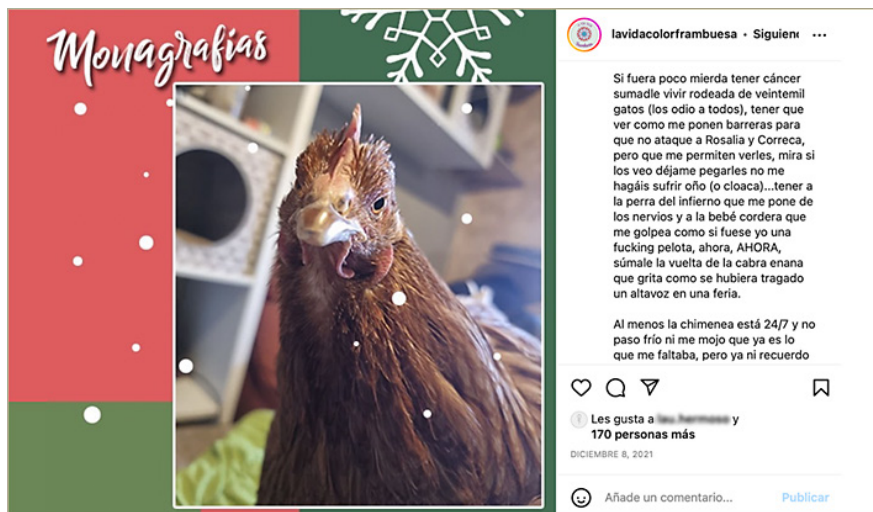 Monagrafías
lavidacolorframbuesa • Siguiend ...
Si fuera poco mierda tener cáncer
sumadle vivir rodeada de veintemil
gatos (los odio a todos), tener que
ver como me ponen barreras para
que no ataque a Rosalia y Correca,
pero que me permiten verles, mira si
los veo déjame pegarles no me
hagáis sufrir oño (o cloaca)...tener a
la perra del infierno que me pone de
los nervios y a la bebé cordera que
me golpea como si fuese yo una
fucking pelota, ahora, AHORA,
súmale la vuelta de la cabra enana
que grita como se hubiera tragado
un altavoz en una feria.
Al menos la chimenea está 24/7 y no
paso frío ni me mojo que ya es lo
que me faltaba, pero ya ni recuerdo
Les gusta a y
170 personas más
DICIEMBRE 8, 2021
Añade un comentario... Publicar